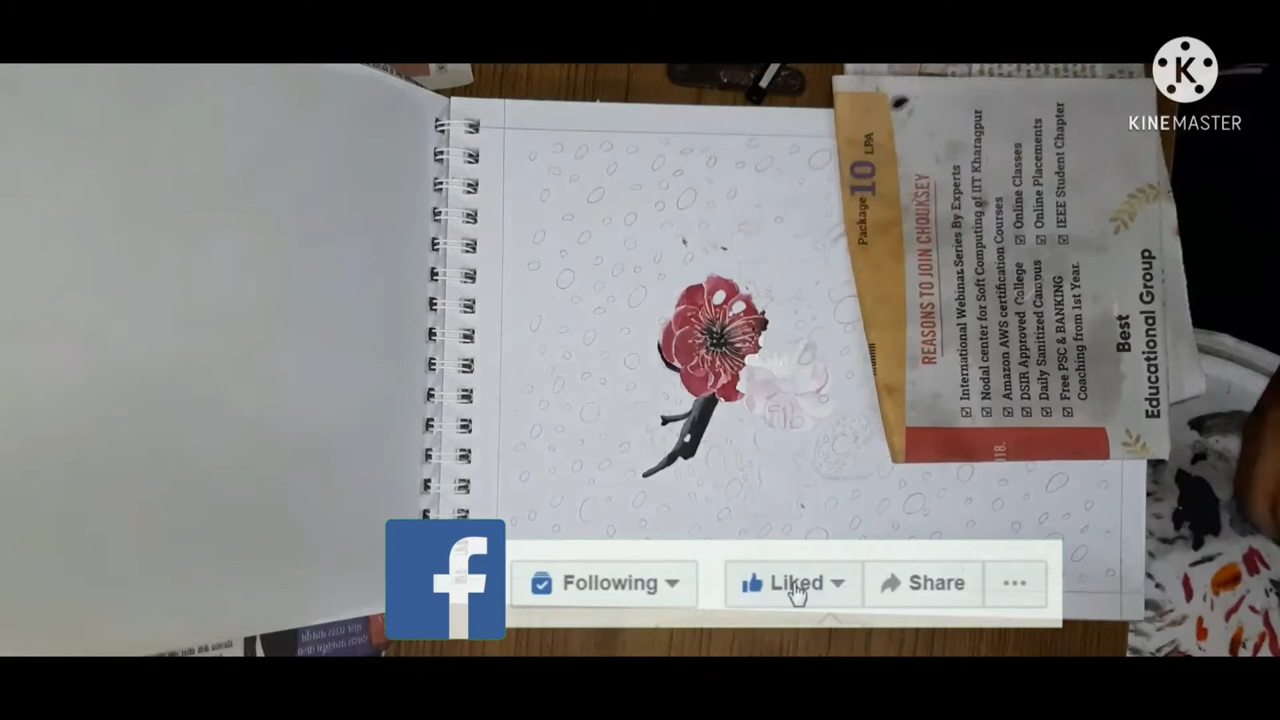 KINEMASTER
Package 10 LPA
REASONS TO JOIN CHOUKSEY
☑ International Webinar Series By Experts
☑ Nodal center for Soft Computing of IIT Kharagpur
☑ Amazon AWS certification Courses
☑ DSIR Approved College ☑ Online Classes
☑ Daily Sanitized Campus ☑ Online Placements
☑ Free PSC & BANKING ☑ IEEE Student Chapter
Coaching from 1st Year.
Best
Educational Group
018.
f
Following
Liked
Share